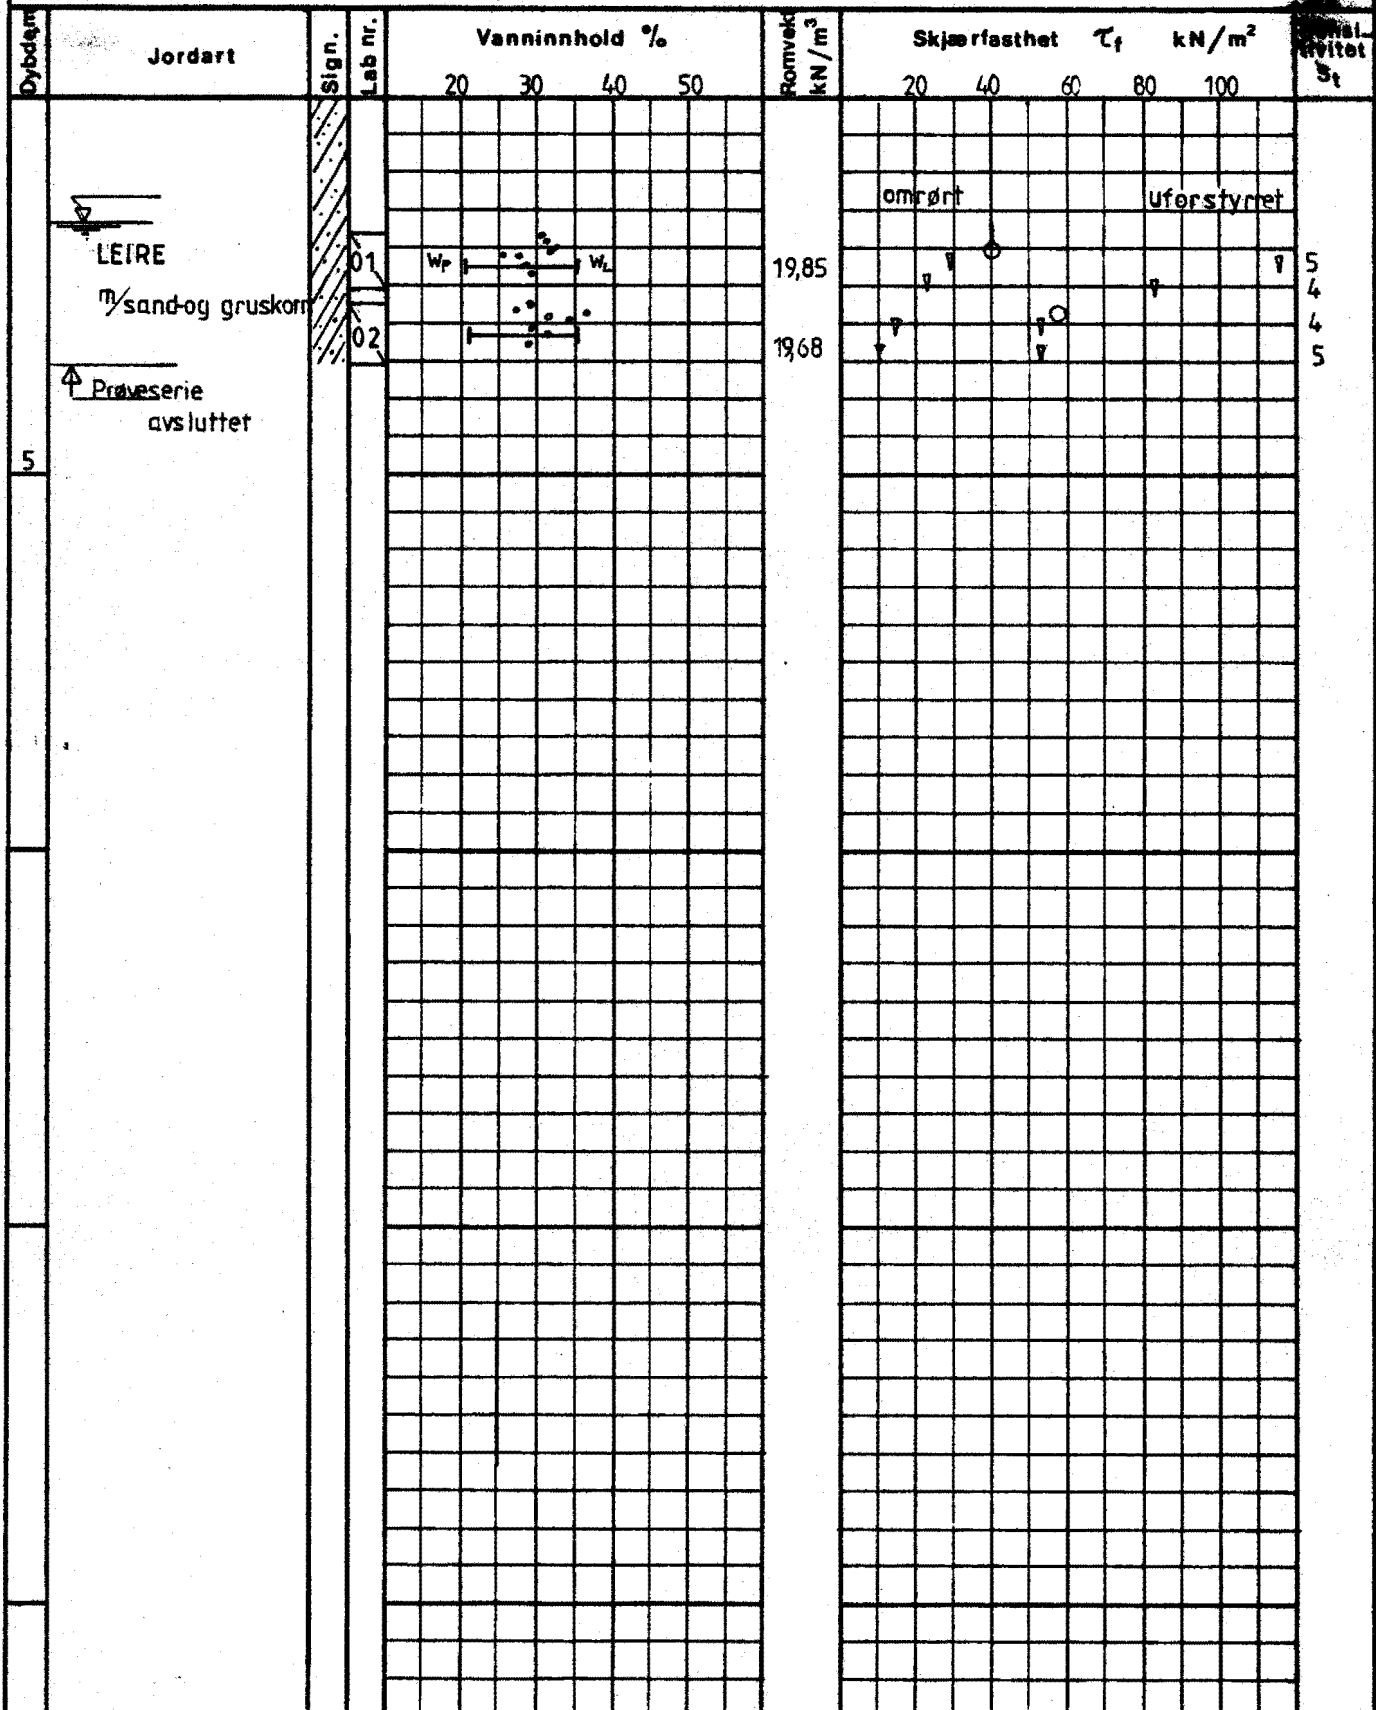 Dybde,m
Jordart
Sign.
Lab nr.
Vanninnhold %
20 30 40 50
Romvekt kN/m³
Skjærfasthet τf kN/m²
20 40 60 80 100
St
omrørt uforstyrret
LEIRE
m/sand-og gruskorn
01
WP WL
19,85
5
4
02
19,68
4
5
Prøveserie
avsluttet
5